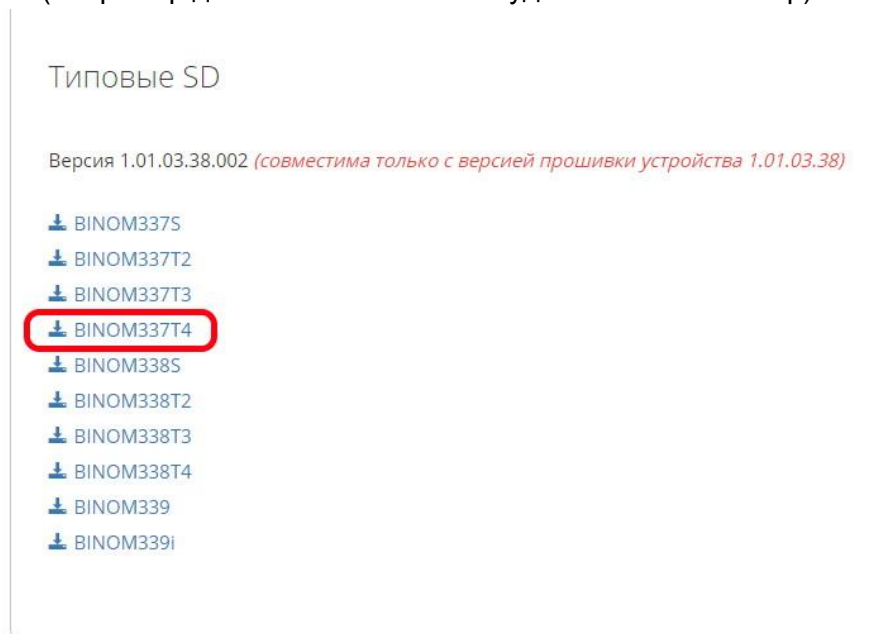 Типовые SD
Версия 1.01.03.38.002 (совместима только с версией прошивки устройства 1.01.03.38)
BINOM337S
BINOM337T2
BINOM337T3
BINOM337T4
BINOM338S
BINOM338T2
BINOM338T3
BINOM338T4
BINOM339
BINOM339i